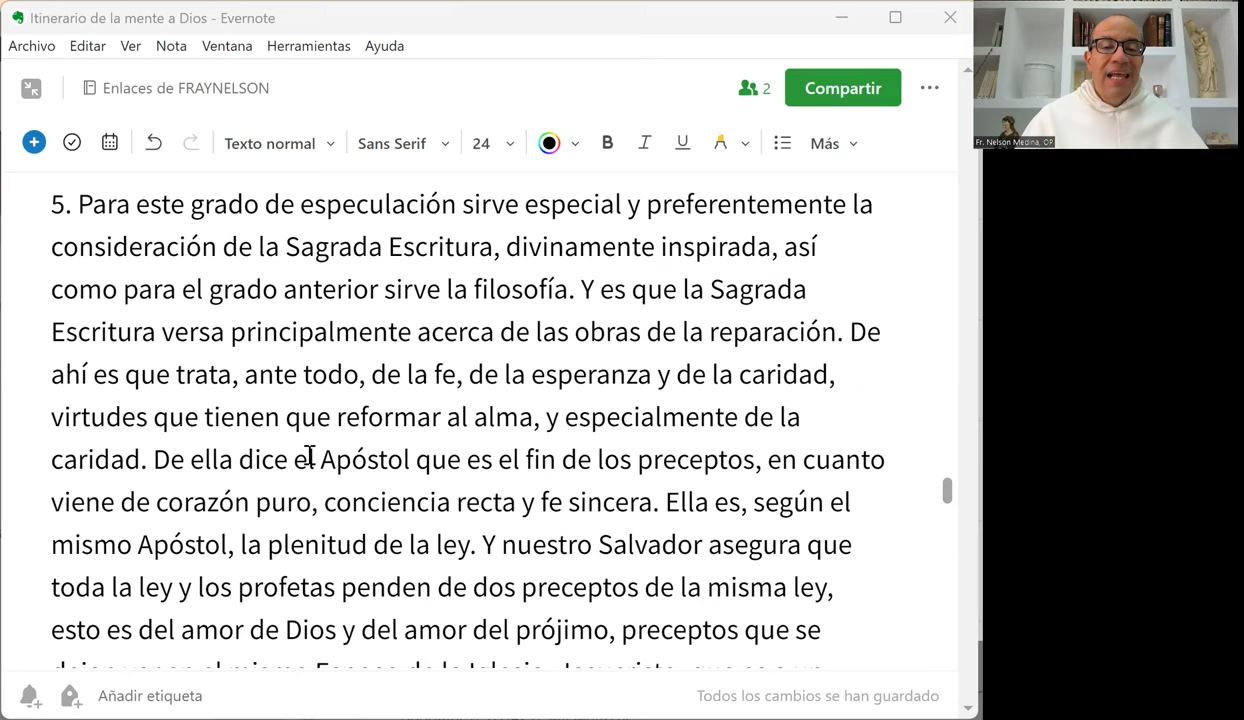 Itinerario de la mente a Dios - Evernote
Archivo Editar Ver Nota Ventana Herramientas Ayuda
Enlaces de FRAYNELSON
2 Compartir
Texto normal Sans Serif 24 B I U A Más
5. Para este grado de especulación sirve especial y preferentemente la
consideración de la Sagrada Escritura, divinamente inspirada, así
como para el grado anterior sirve la filosofía. Y es que la Sagrada
Escritura versa principalmente acerca de las obras de la reparación. De
ahí es que trata, ante todo, de la fe, de la esperanza y de la caridad,
virtudes que tienen que reformar al alma, y especialmente de la
caridad. De ella dice el Apóstol que es el fin de los preceptos, en cuanto
viene de corazón puro, conciencia recta y fe sincera. Ella es, según el
mismo Apóstol, la plenitud de la ley. Y nuestro Salvador asegura que
toda la ley y los profetas penden de dos preceptos de la misma ley,
esto es del amor de Dios y del amor del prójimo, preceptos que se
Añadir etiqueta
Todos los cambios se han guardado
Fr. Nelson Medina, OP